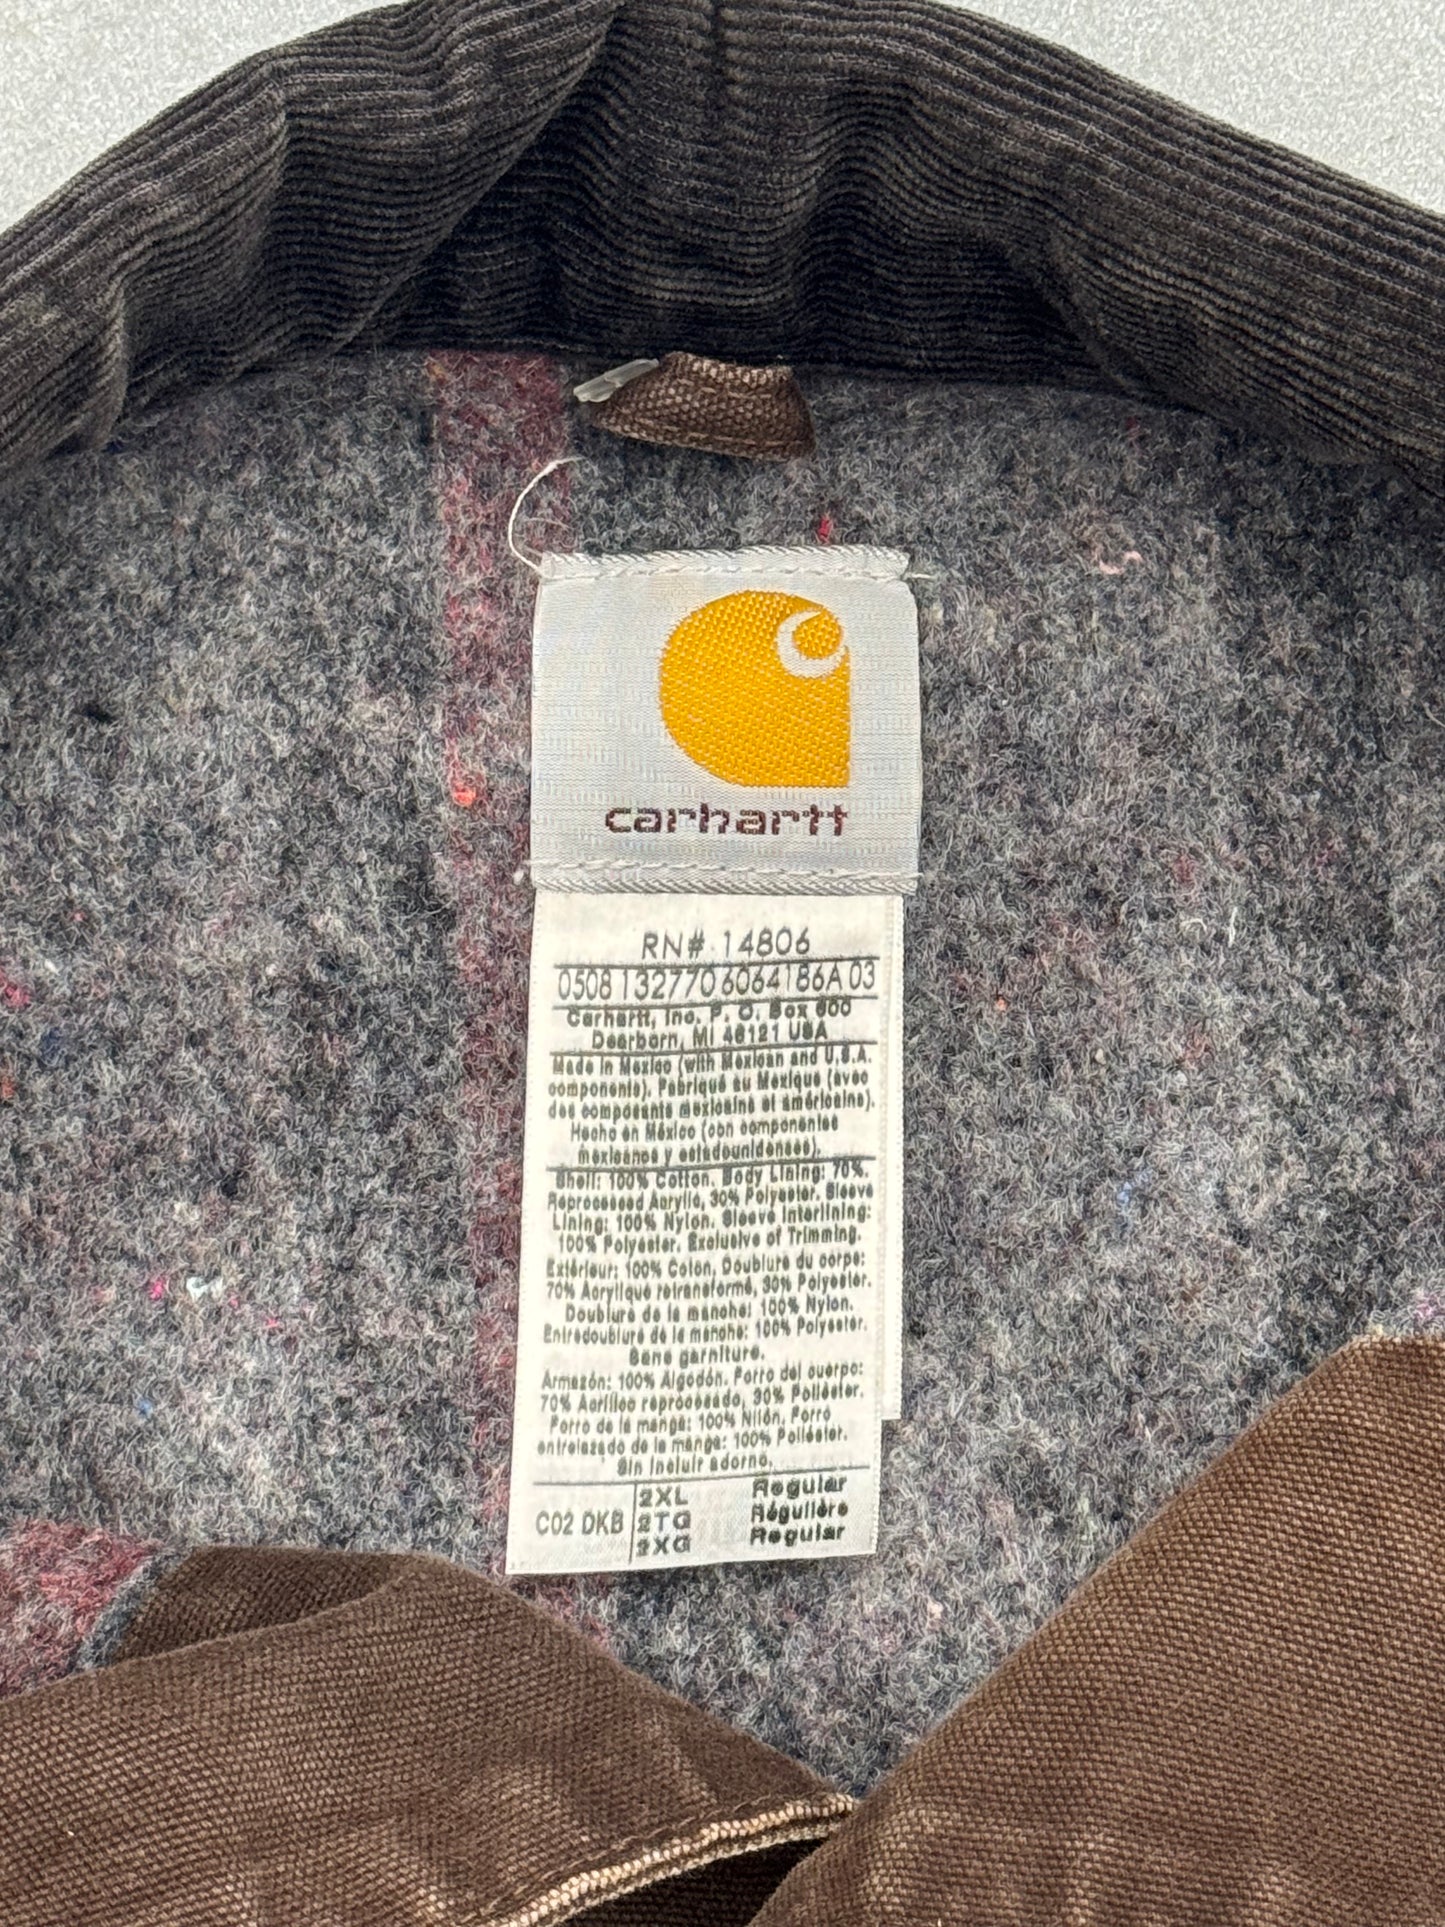 carhartt
RN# 14806
0508 132770 6064186A 03
Carhartt, Inc. P. O. Box 600
Dearborn, MI 48121 USA
Made in Mexico (with Mexican and U.S.A.
components). Fabriqué au Mexique (avec
des composants mexicains et américains).
Hecho en México (con componentes
mexicanos y estadounidenses).
Shell: 100% Cotton. Body Lining: 70%
Reprocessed Acrylic, 30% Polyester. Sleeve
Lining: 100% Nylon. Sleeve Interlining:
100% Polyester. Exclusive of Trimming.
Extérieur: 100% Coton. Doublure du corps:
70% Acrylique retransformé, 30% Polyester.
Doublure de la manche: 100% Nylon.
Entredoublure de la manche: 100% Polyester.
Sans garniture.
Armazón: 100% Algodón. Forro del cuerpo:
70% Acrílico reprocesado, 30% Poliéster.
Forro de la manga: 100% Nilón. Forro
entrelazado de la manga: 100% Poliéster.
Sin incluir adorno.
C02 DKB
2XL Regular
2TG Régulière
2XG Regular